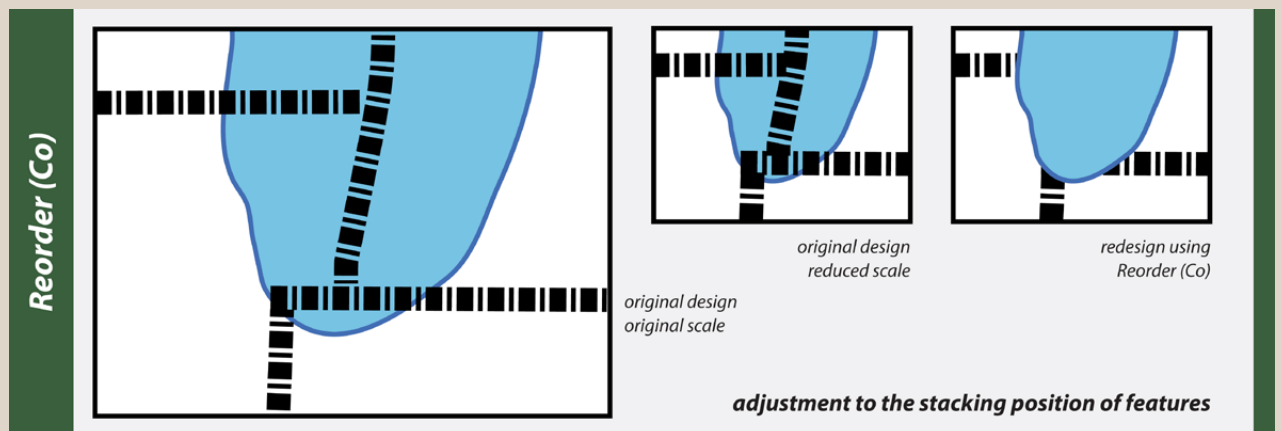 Reorder (Co)
original design
original scale
original design
reduced scale
redesign using
Reorder (Co)
adjustment to the stacking position of features